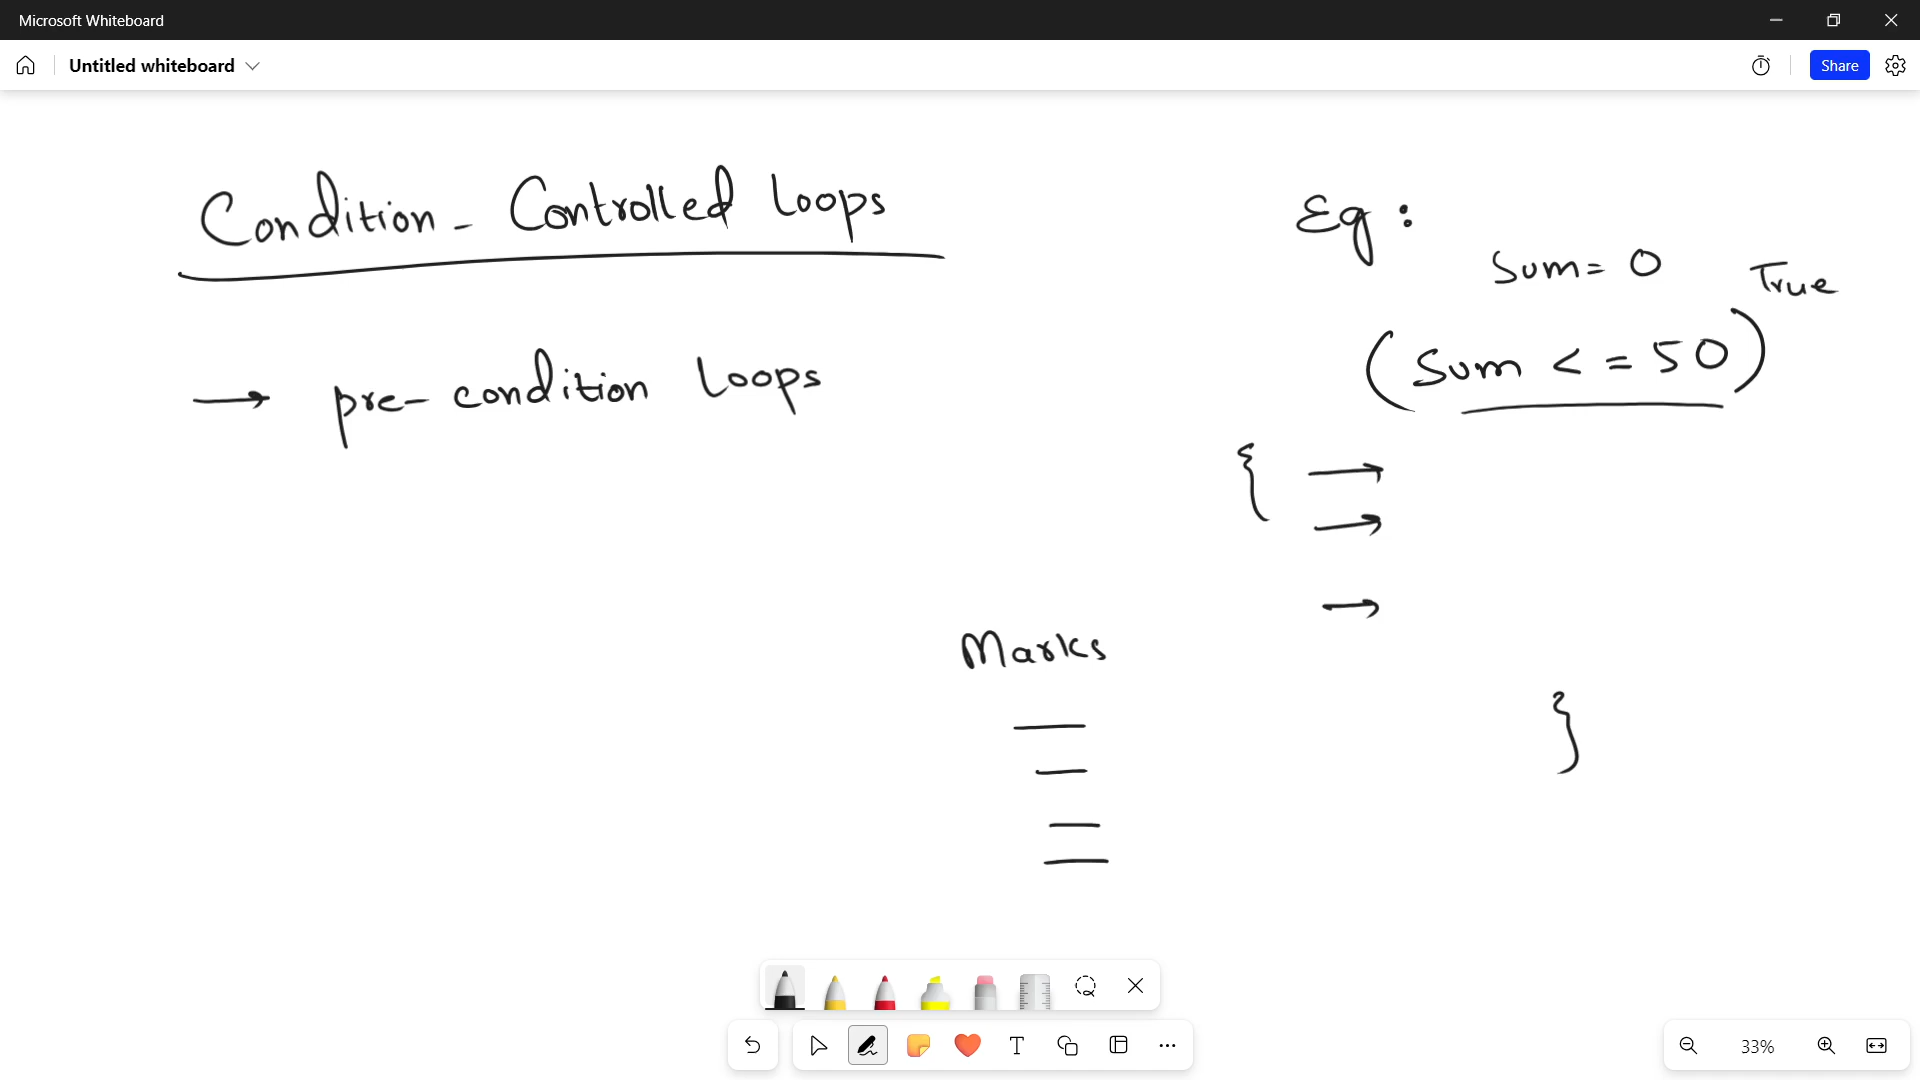 Microsoft Whiteboard
Untitled whiteboard
Share
Condition - Controlled Loops
→ pre-condition Loops
Eg :
Sum = 0
True
(Sum < = 50)
{ →
→
→
}
Marks
33%